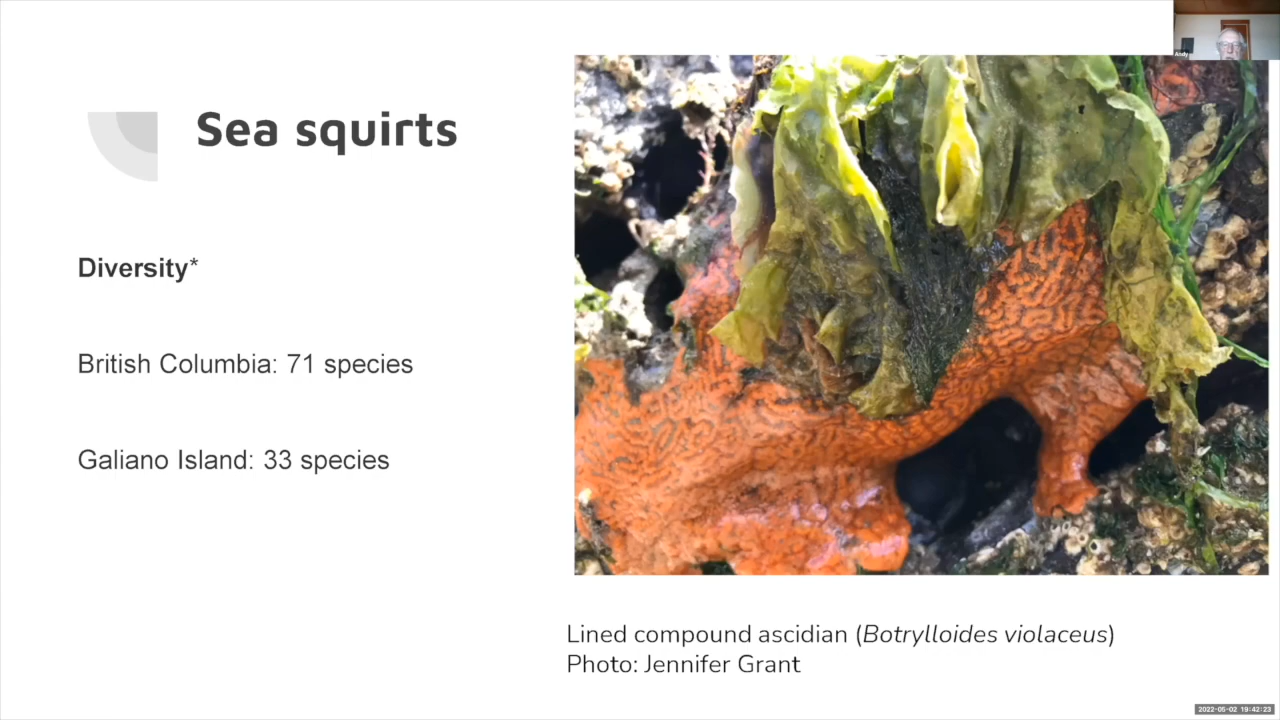 Andy
Sea squirts
Diversity*
British Columbia: 71 species
Galiano Island: 33 species
Lined compound ascidian (Botrylloides violaceus)
Photo: Jennifer Grant
2022-05-02 19:42:23